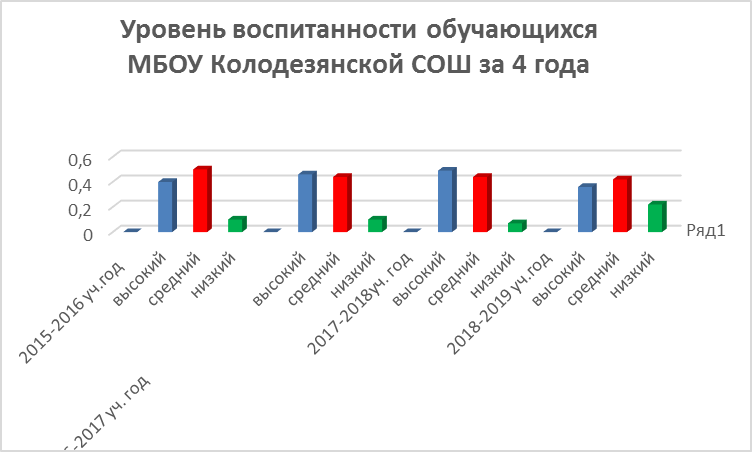 Уровень воспитанности обучающихся
МБОУ Колодезянской СОШ за 4 года
0,6
0,4
0,2
0
Ряд1
2015-2016 уч.год
высокий
средний
низкий
-2017 уч. год
высокий
средний
низкий
2017-2018уч. год
высокий
средний
низкий
2018-2019 уч.год
высокий
средний
низкий